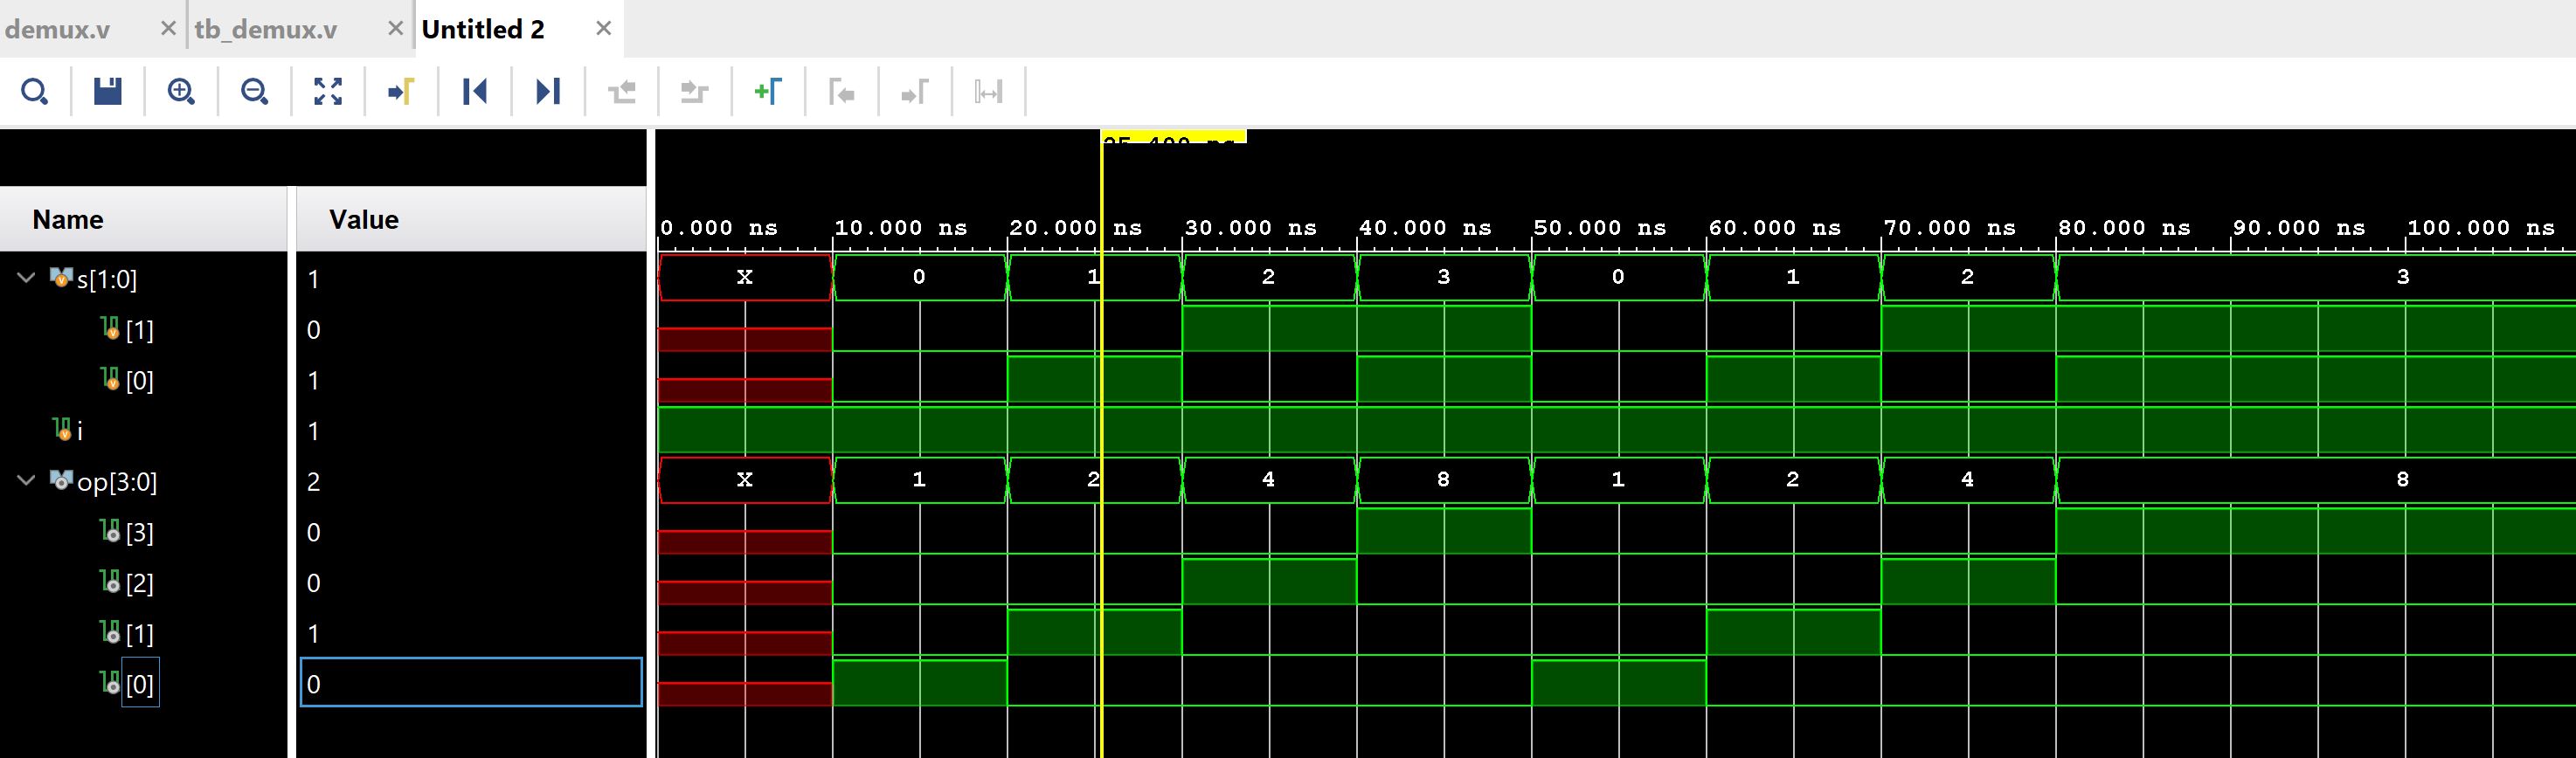 demux.v tb_demux.v Untitled 2
Name Value
0.000 ns 10.000 ns 20.000 ns 30.000 ns 40.000 ns 50.000 ns 60.000 ns 70.000 ns 80.000 ns 90.000 ns 100.000 ns
s[1:0] 1 X 0 1 2 3 0 1 2 3
[1] 0
[0] 1
i 1
op[3:0] 2 X 1 2 4 8 1 2 4 8
[3] 0
[2] 0
[1] 1
[0] 0